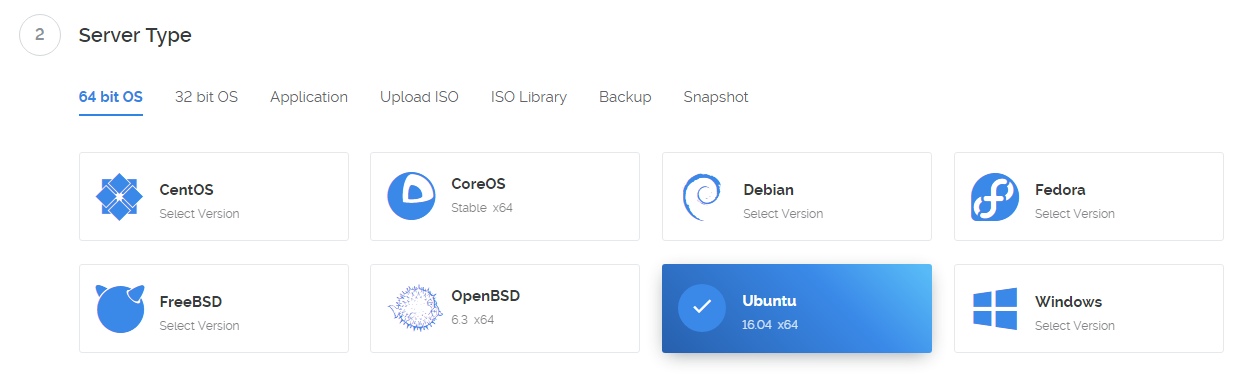 2 Server Type
64 bit OS 32 bit OS Application Upload ISO ISO Library Backup Snapshot
CentOS
Select Version
CoreOS
Stable x64
Debian
Select Version
Fedora
Select Version
FreeBSD
Select Version
OpenBSD
6.3 x64
Ubuntu
16.04 x64
Windows
Select Version